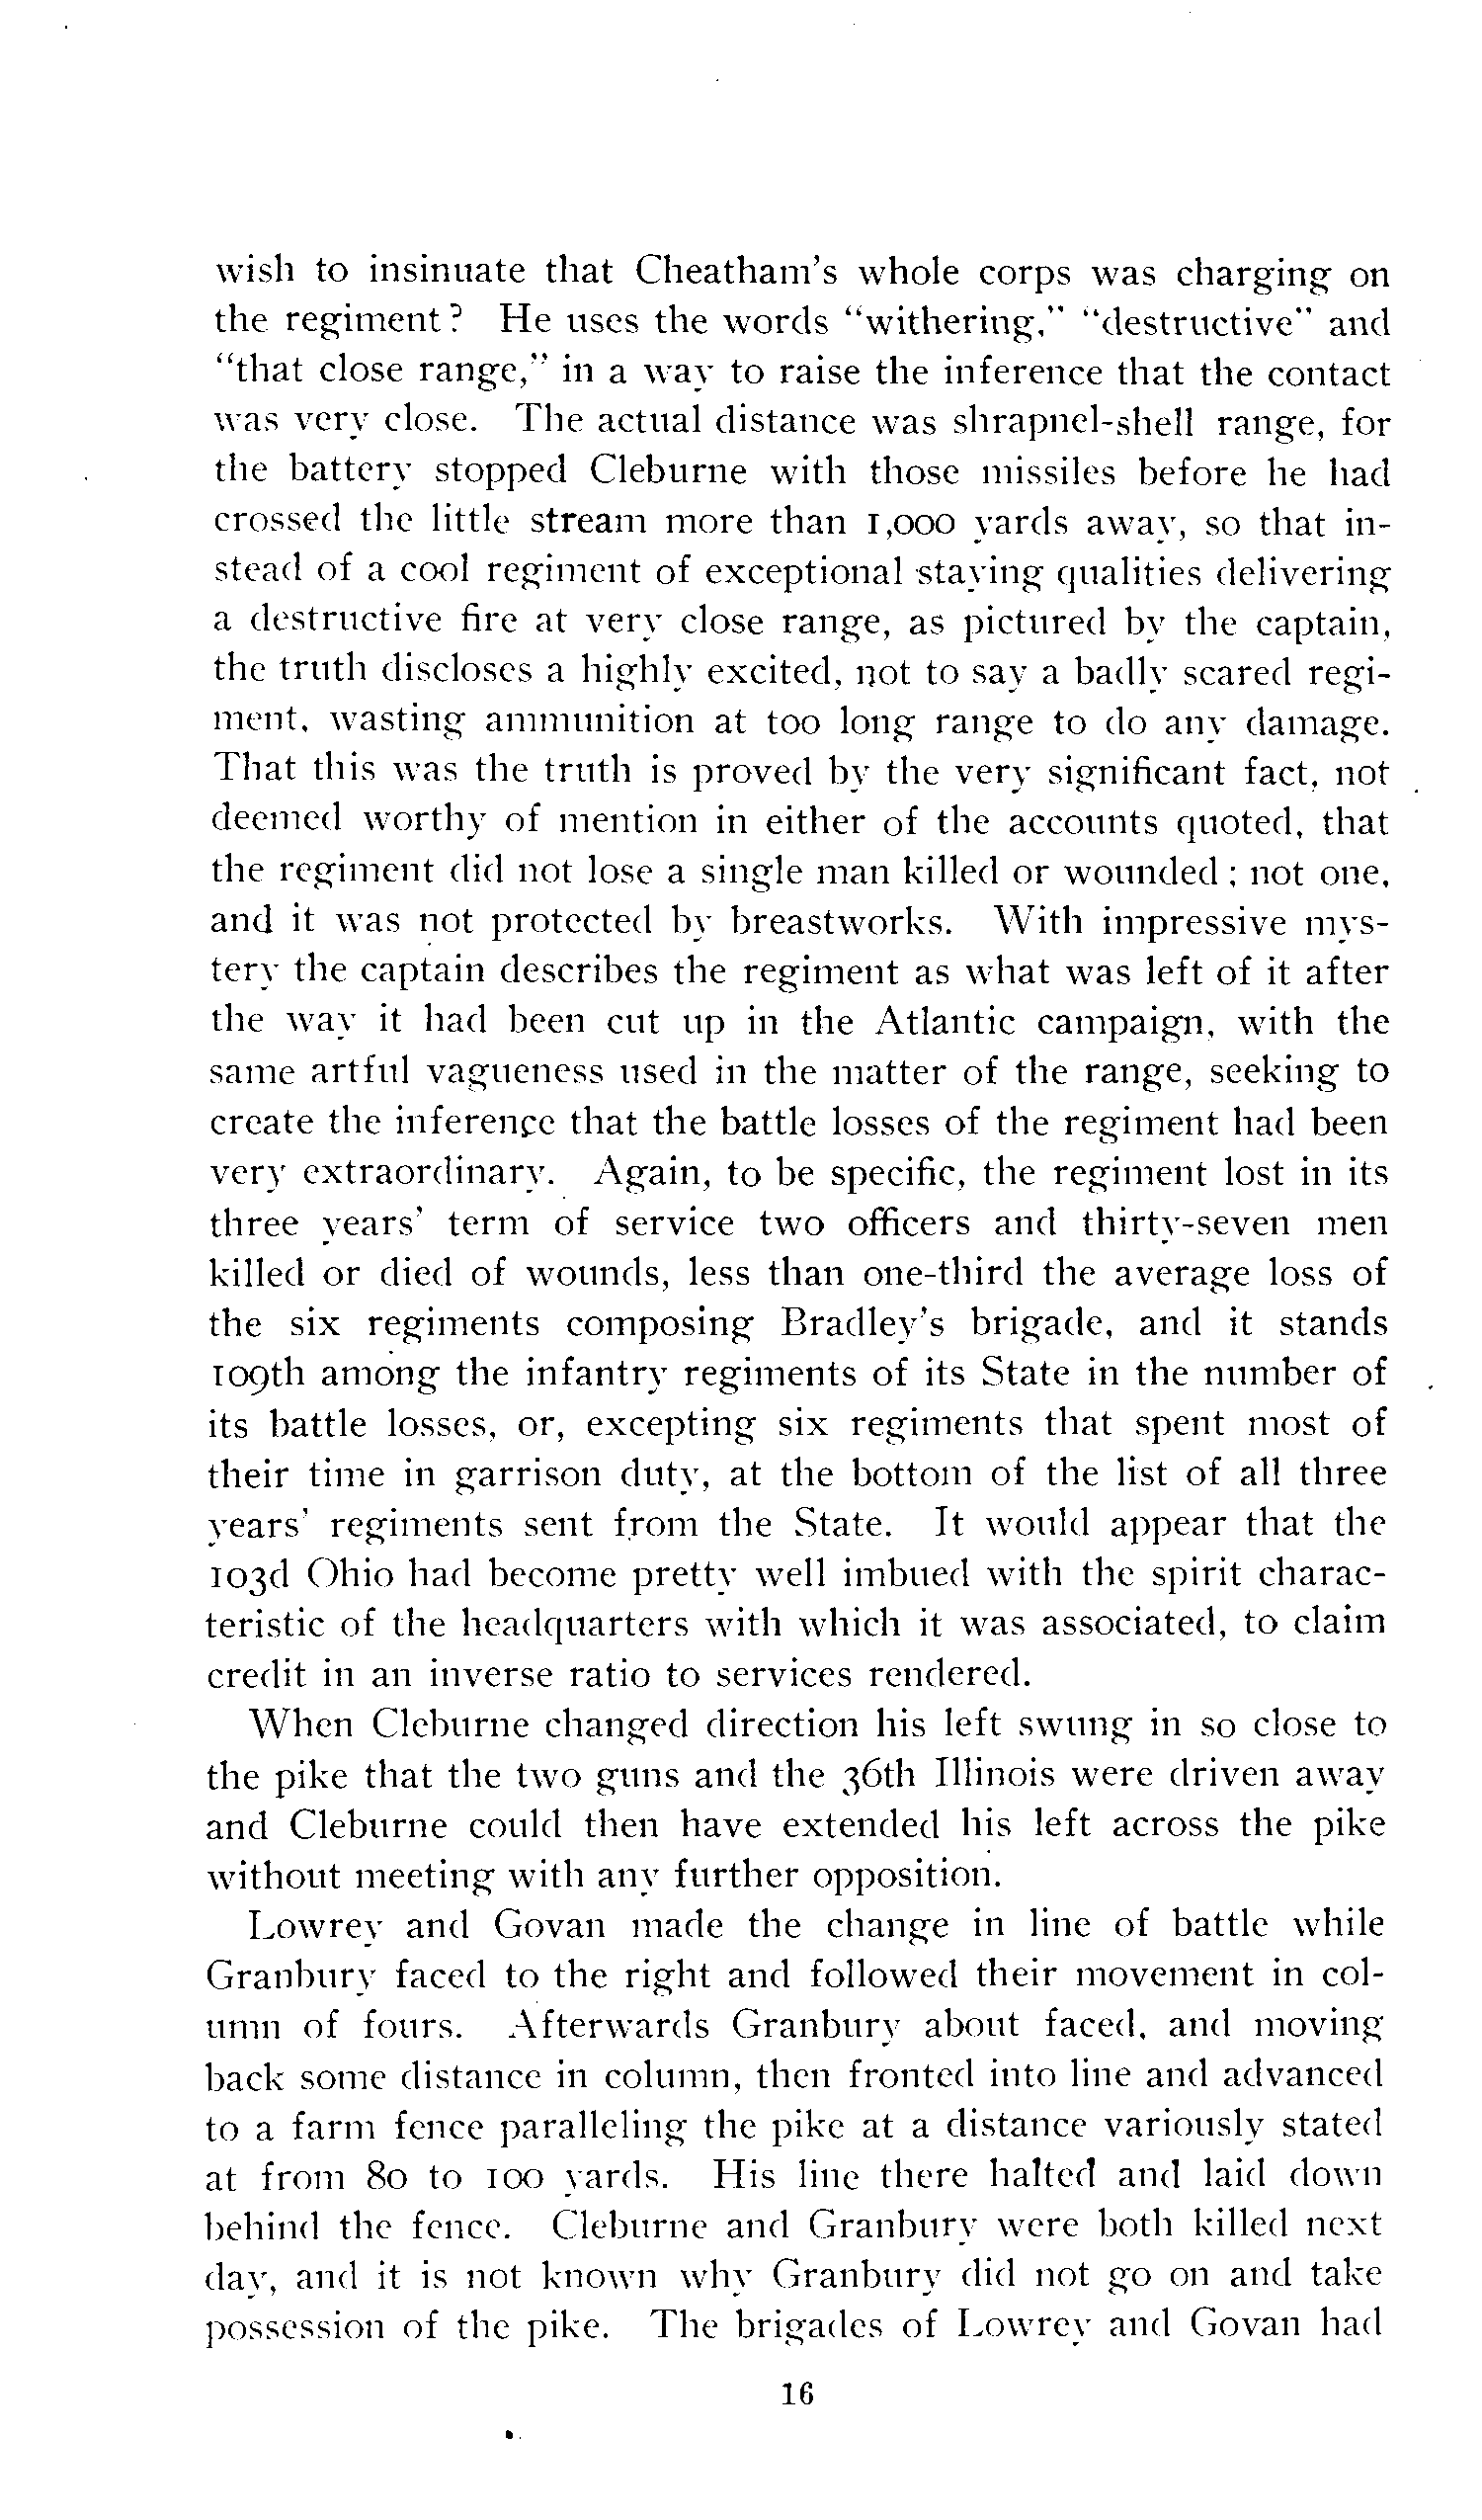 wish to insinuate that Cheatham's whole corps was charging on
the regiment? He uses the words "withering," "destructive" and
"that close range," in a way to raise the inference that the contact
was very close. The actual distance was shrapnel-shell range, for
the battery stopped Cleburne with those missiles before he had
crossed the little stream more than 1,000 yards away, so that in-
stead of a cool regiment of exceptional staying qualities delivering
a destructive fire at very close range, as pictured by the captain,
the truth discloses a highly excited, not to say a badly scared regi-
ment, wasting ammunition at too long range to do any damage.
That this was the truth is proved by the very significant fact, not
deemed worthy of mention in either of the accounts quoted, that
the regiment did not lose a single man killed or wounded; not one,
and it was not protected by breastworks. With impressive mys-
tery the captain describes the regiment as what was left of it after
the way it had been cut up in the Atlantic campaign, with the
same artful vagueness used in the matter of the range, seeking to
create the inference that the battle losses of the regiment had been
very extraordinary. Again, to be specific, the regiment lost in its
three years' term of service two officers and thirty-seven men
killed or died of wounds, less than one-third the average loss of
the six regiments composing Bradley's brigade, and it stands
109th among the infantry regiments of its State in the number of
its battle losses, or, excepting six regiments that spent most of
their time in garrison duty, at the bottom of the list of all three
years' regiments sent from the State. It would appear that the
103d Ohio had become pretty well imbued with the spirit charac-
teristic of the headquarters with which it was associated, to claim
credit in an inverse ratio to services rendered.
When Cleburne changed direction his left swung in so close to
the pike that the two guns and the 36th Illinois were driven away
and Cleburne could then have extended his left across the pike
without meeting with any further opposition.
Lowrey and Govan made the change in line of battle while
Granbury faced to the right and followed their movement in col-
umn of fours. Afterwards Granbury about faced, and moving
back some distance in column, then fronted into line and advanced
to a farm fence paralleling the pike at a distance variously stated
at from 80 to 100 yards. His line there halted and laid down
behind the fence. Cleburne and Granbury were both killed next
day, and it is not known why Granbury did not go on and take
possession of the pike. The brigades of Lowrey and Govan had
16